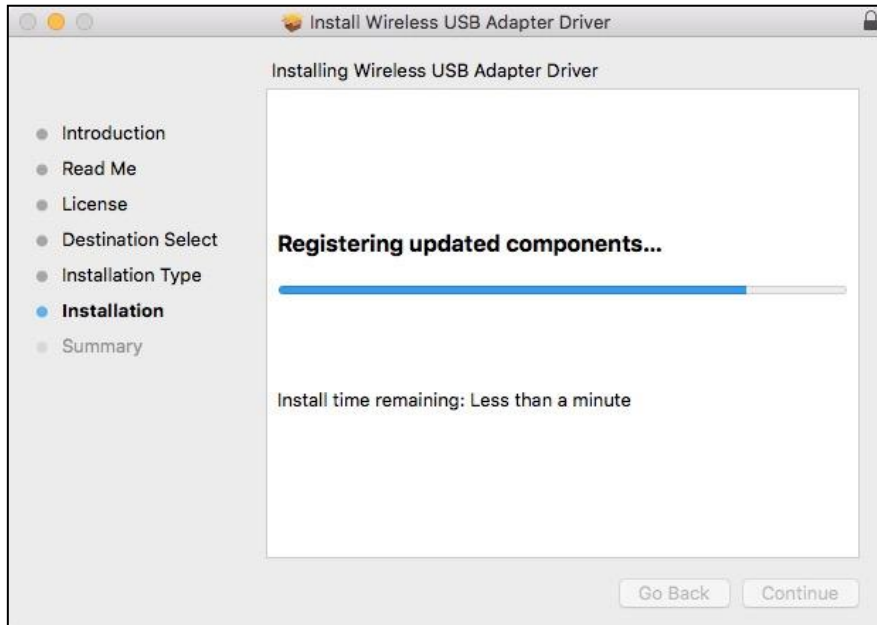 Install Wireless USB Adapter Driver
Installing Wireless USB Adapter Driver
Introduction
Read Me
License
Destination Select
Installation Type
Installation
Summary
Registering updated components...
Install time remaining: Less than a minute
Go Back
Continue